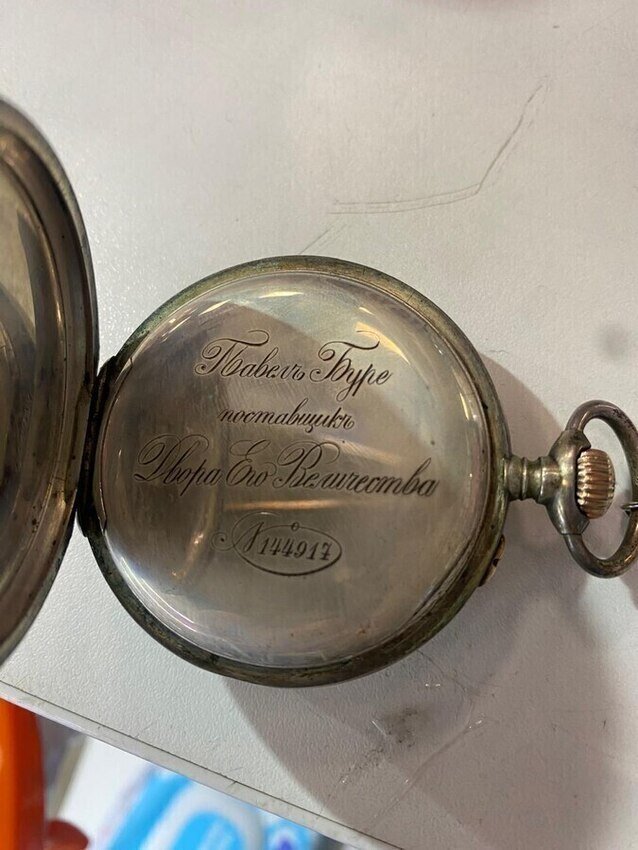 Павелъ Буре
поставщикъ
Двора Его Величества
№ 144917